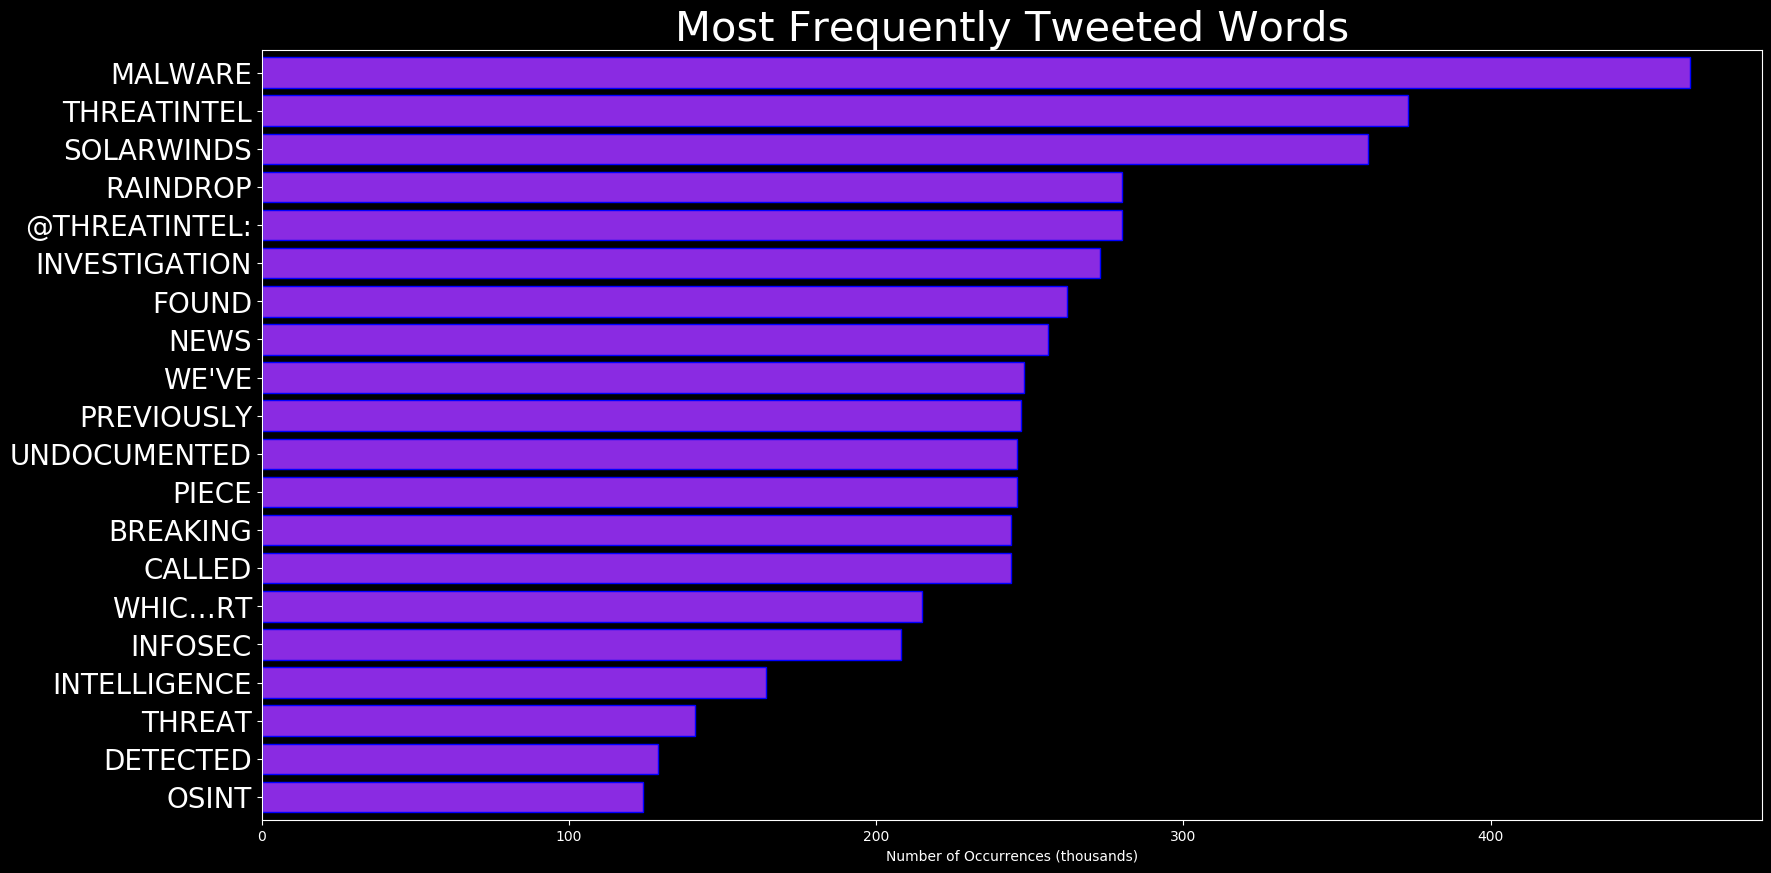 Most Frequently Tweeted Words
MALWARE
THREATINTEL
SOLARWINDS
RAINDROP
@THREATINTEL:
INVESTIGATION
FOUND
NEWS
WE'VE
PREVIOUSLY
UNDOCUMENTED
PIECE
BREAKING
CALLED
WHIC…RT
INFOSEC
INTELLIGENCE
THREAT
DETECTED
OSINT
0 100 200 300 400
Number of Occurrences (thousands)